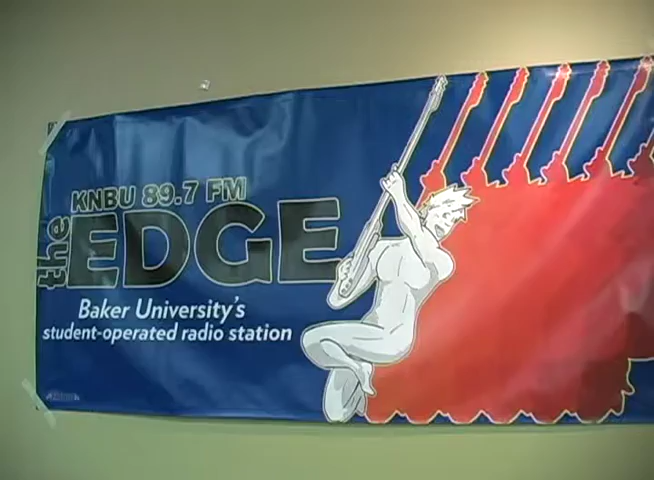 KNBU 89.7 FM
the EDGE
Baker University's
student-operated radio station